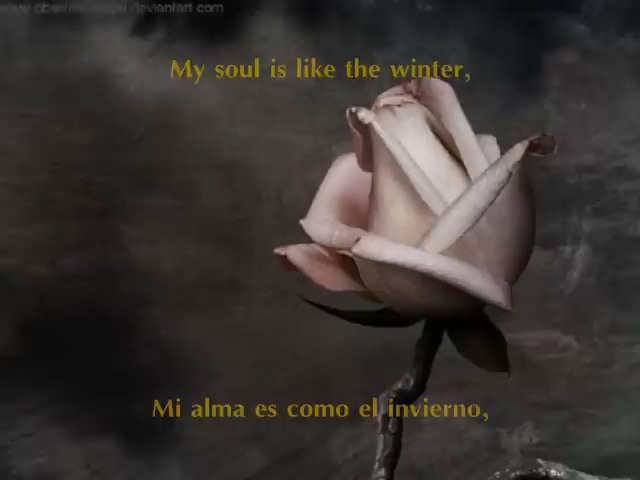 My soul is like the winter,
Mi alma es como el invierno,